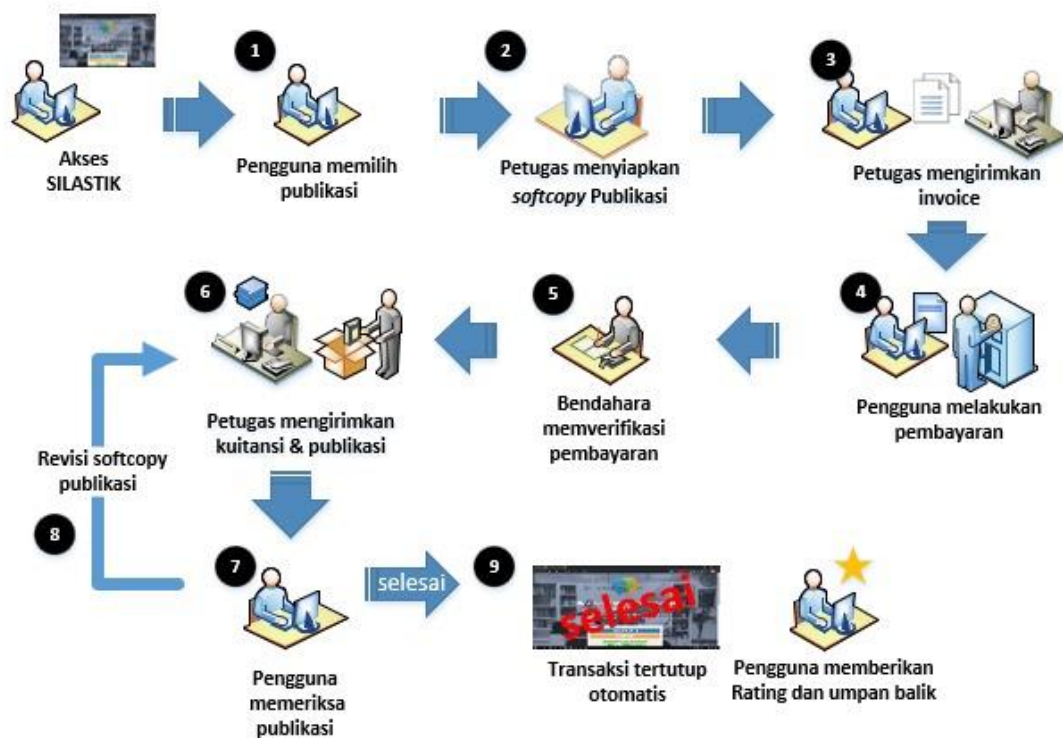 Akses
SILASTIK
1
Pengguna memilih
publikasi
2
Petugas menyiapkan
softcopy Publikasi
3
Petugas mengirimkan
invoice
4
Pengguna melakukan
pembayaran
5
Bendahara
memverifikasi
pembayaran
6
Petugas mengirimkan
kuitansi & publikasi
Revisi softcopy
publikasi
8
7
Pengguna
memeriksa
publikasi
selesai
9
selesai
Transaksi tertutup
otomatis
Pengguna memberikan
Rating dan umpan balik